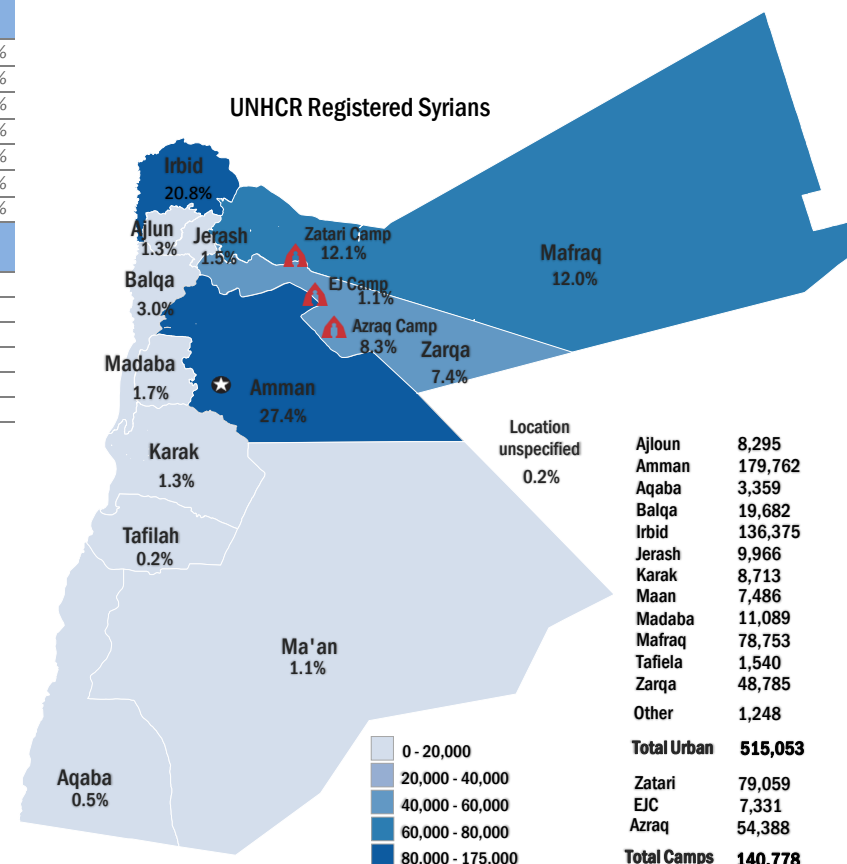 %
%
%
%
%
%
%
UNHCR Registered Syrians
Irbid
20.8%
Ajlun
1.3%
Jerash
1.5%
Zatari Camp
12.1%
Mafraq
12.0%
Balqa
3.0%
EJ Camp
1.1%
Azraq Camp
8.3%
Zarqa
7.4%
Madaba
1.7%
Amman
27.4%
Location
unspecified
0.2%
Karak
1.3%
Tafilah
0.2%
Ma'an
1.1%
Aqaba
0.5%
0 - 20,000
20,000 - 40,000
40,000 - 60,000
60,000 - 80,000
80,000 - 175,000
Ajloun 8,295
Amman 179,762
Aqaba 3,359
Balqa 19,682
Irbid 136,375
Jerash 9,966
Karak 8,713
Maan 7,486
Madaba 11,089
Mafraq 78,753
Tafiela 1,540
Zarqa 48,785
Other 1,248
Total Urban 515,053
Zatari 79,059
EJC 7,331
Azraq 54,388
Total Camps 140,778